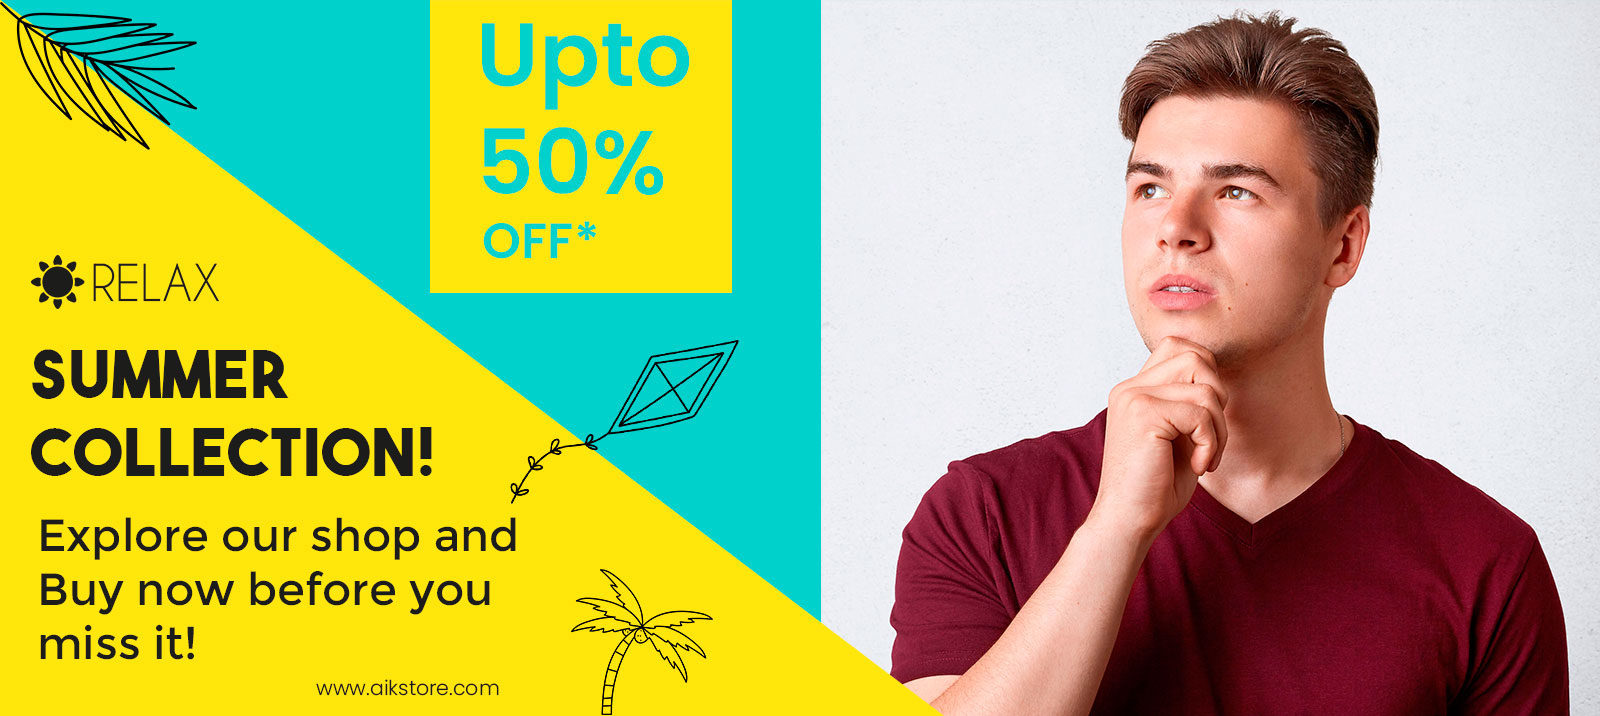 Upto
50%
OFF*
RELAX
SUMMER
COLLECTION!
Explore our shop and
Buy now before you
miss it!
www.aikstore.com